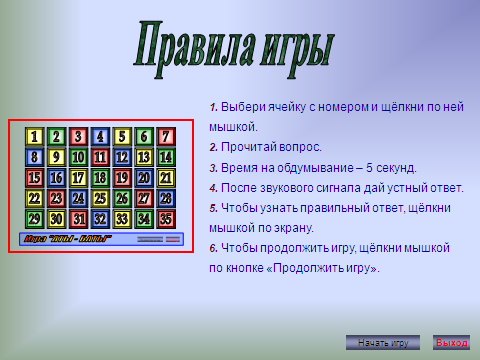 Правила игры
1. Выбери ячейку с номером и щёлкни по ней
мышкой.
2. Прочитай вопрос.
3. Время на обдумывание – 5 секунд.
4. После звукового сигнала дай устный ответ.
5. Чтобы узнать правильный ответ, щёлкни
мышкой по экрану.
6. Чтобы продолжить игру, щёлкни мышкой
по кнопке «Продолжить игру».
1 2 3 4 5 6 7
8 9 10 11 12 13 14
15 16 17 18 19 20 21
22 23 24 25 26 27 28
29 30 31 32 33 34 35
Игра "АТЫ - БАТЫ"
Начать игру Выход